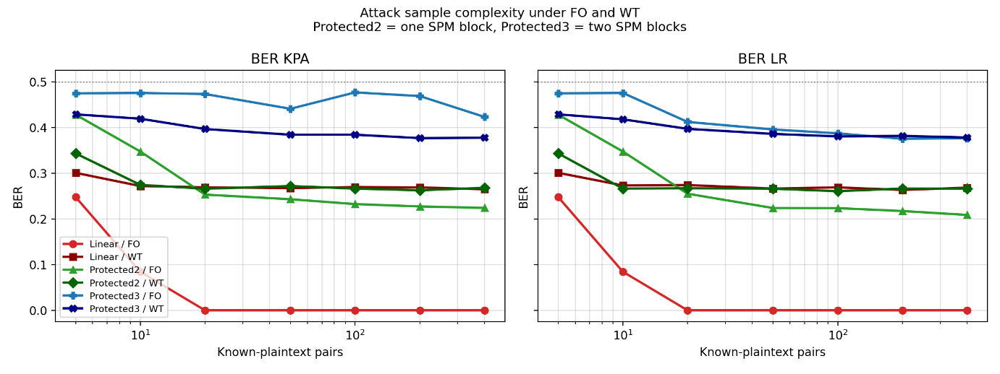 Attack sample complexity under FO and WT
Protected2 = one SPM block, Protected3 = two SPM blocks
BER KPA
BER
0.5
0.4
0.3
0.2
0.1
0.0
Linear / FO
Linear / WT
Protected2 / FO
Protected2 / WT
Protected3 / FO
Protected3 / WT
10¹
10²
Known-plaintext pairs
BER LR
BER
10¹
10²
Known-plaintext pairs